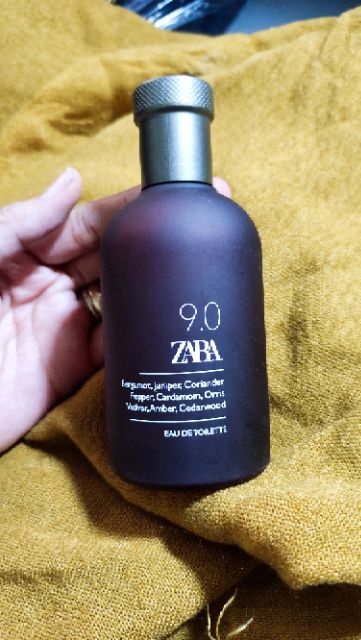 9.0
ZARA
Bergamot, Juniper, Coriander
Pepper, Cardamom, Orris
Vetiver, Amber, Cedarwood
EAU DE TOILETTE